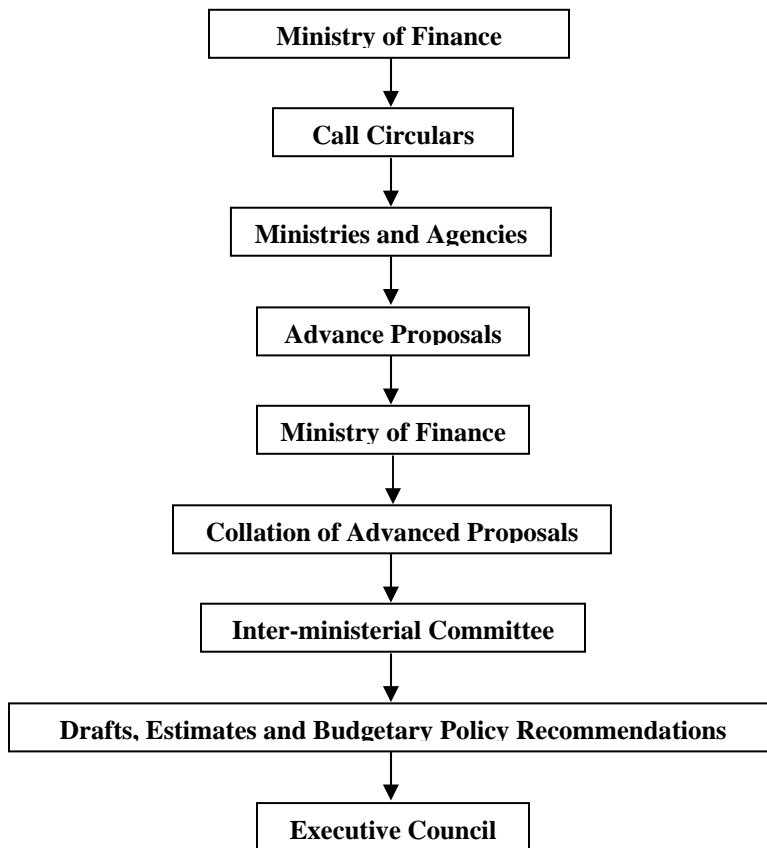 Ministry of Finance
Call Circulars
Ministries and Agencies
Advance Proposals
Ministry of Finance
Collation of Advanced Proposals
Inter-ministerial Committee
Drafts, Estimates and Budgetary Policy Recommendations
Executive Council